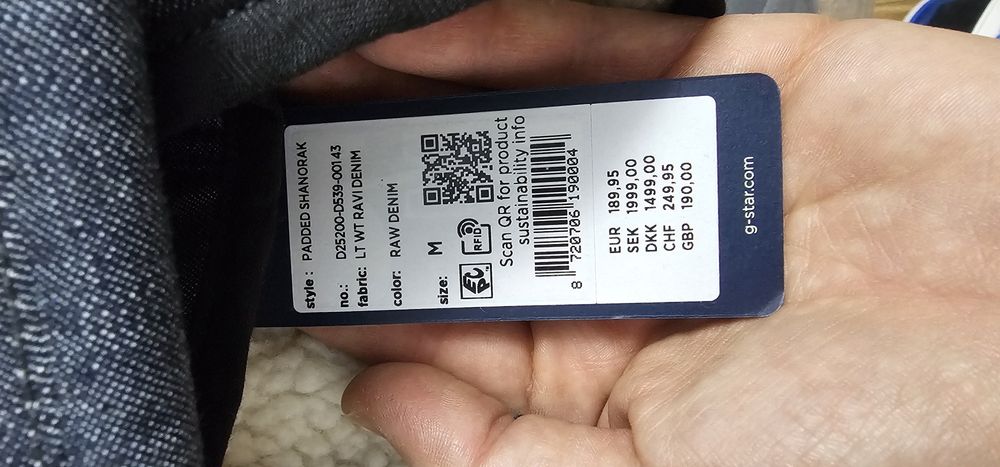 style : PADDED SHANORAK
no.: D25200-D539-00143
fabric: LT WT RAVI DENIM
color: RAW DENIM
size: M
EPC
RFID
Scan QR for product
sustainability info
8 720706 190004
EUR 189,95
SEK 1999,00
DKK 1499,00
CHF 249,95
GBP 190,00
g-star.com